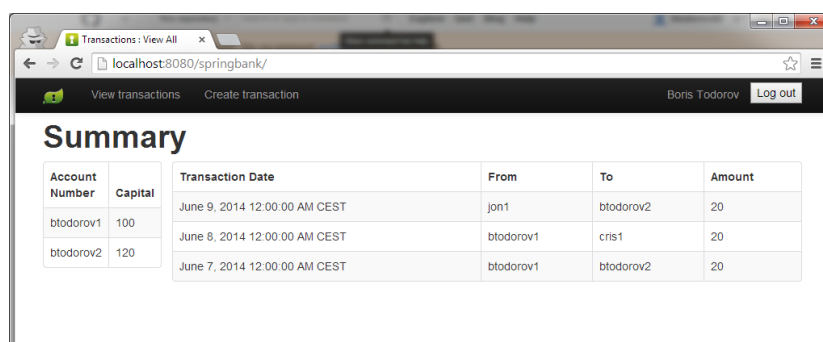 Transactions : View All
localhost:8080/springbank/
View transactions Create transaction Boris Todorov Log out
Summary
Account Number Capital
btodorov1 100
btodorov2 120
Transaction Date From To Amount
June 9, 2014 12:00:00 AM CEST jon1 btodorov2 20
June 8, 2014 12:00:00 AM CEST btodorov1 cris1 20
June 7, 2014 12:00:00 AM CEST btodorov1 btodorov2 20